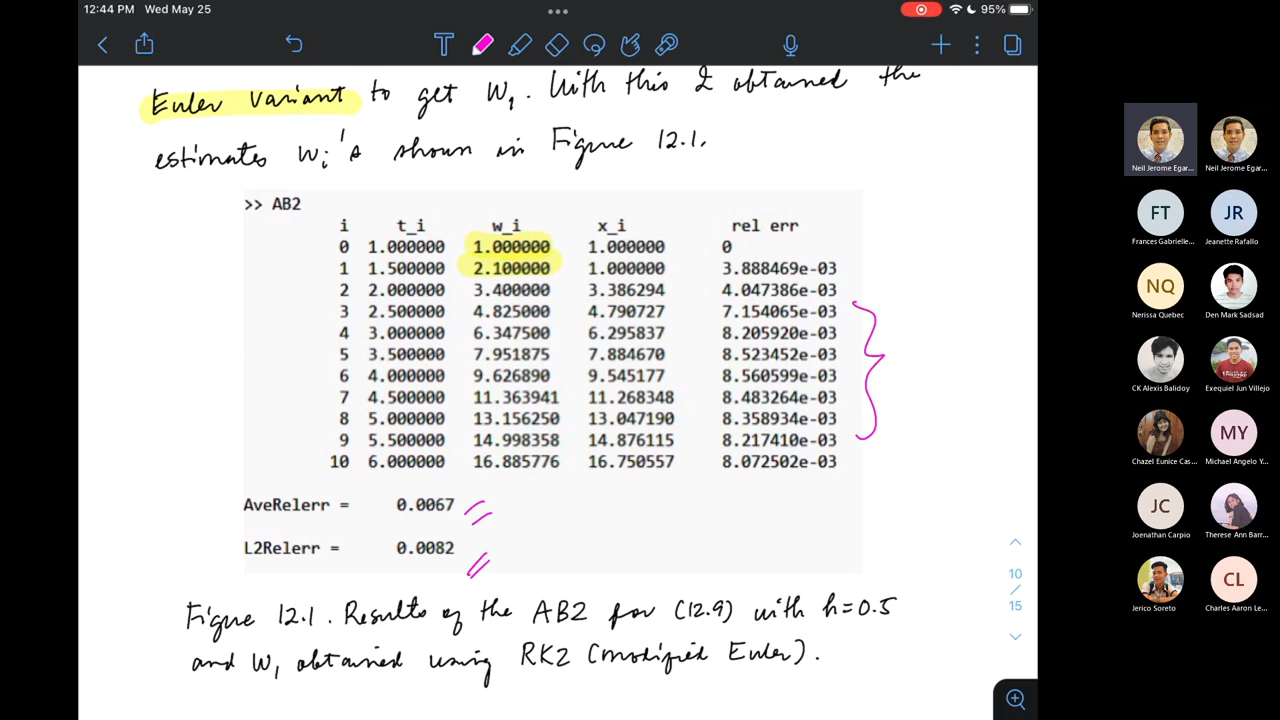 12:44 PM Wed May 25
95%
Euler variant to get w₁. With this I obtained the
estimates wᵢ's shown in Figure 12.1.
>> AB2
i t_i w_i x_i rel err
0 1.000000 1.000000 1.000000 0
1 1.500000 2.100000 1.000000 3.888469e-03
2 2.000000 3.400000 3.386294 4.047386e-03
3 2.500000 4.825000 4.790727 7.154065e-03
4 3.000000 6.347500 6.295837 8.205920e-03
5 3.500000 7.951875 7.884670 8.523452e-03
6 4.000000 9.626890 9.545177 8.560599e-03
7 4.500000 11.363941 11.268348 8.483264e-03
8 5.000000 13.156250 13.047190 8.358934e-03
9 5.500000 14.998358 14.876115 8.217410e-03
10 6.000000 16.885776 16.750557 8.072502e-03
AveRelerr = 0.0067
L2Relerr = 0.0082
Figure 12.1. Results of the AB2 for (12.9) with h=0.5
and w₁ obtained using RK2 (modified Euler).
10
/
15
Neil Jerome Egar...
Neil Jerome Egar...
FT
Frances Gabrielle...
JR
Jeanette Rafallo
NQ
Nerissa Quebec
Den Mark Sadsad
CK Alexis Balidoy
Exequiel Jun Villejo
Chazel Eunice Cas...
MY
Michael Angelo Y...
JC
Joenathan Carpio
Therese Ann Barr...
Jerico Soreto
CL
Charles Aaron Le...